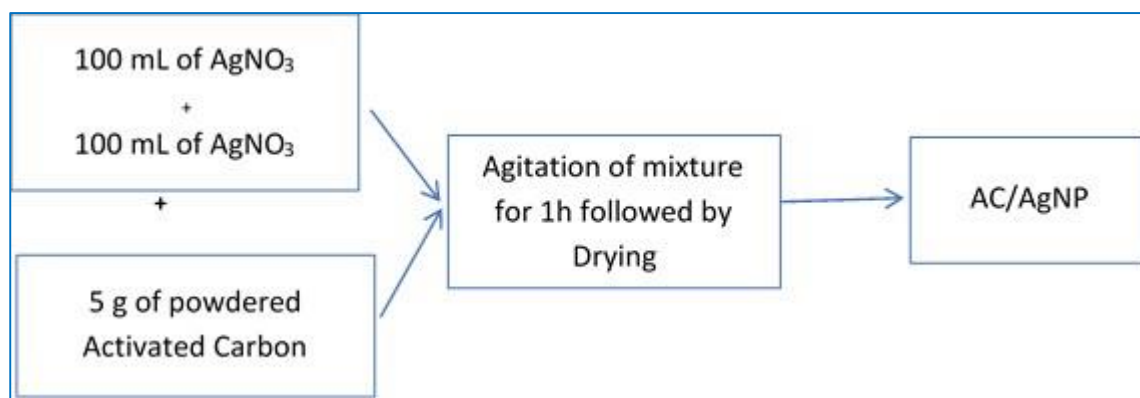 100 mL of AgNO₃
+
100 mL of AgNO₃
+
5 g of powdered
Activated Carbon
Agitation of mixture
for 1h followed by
Drying
AC/AgNP